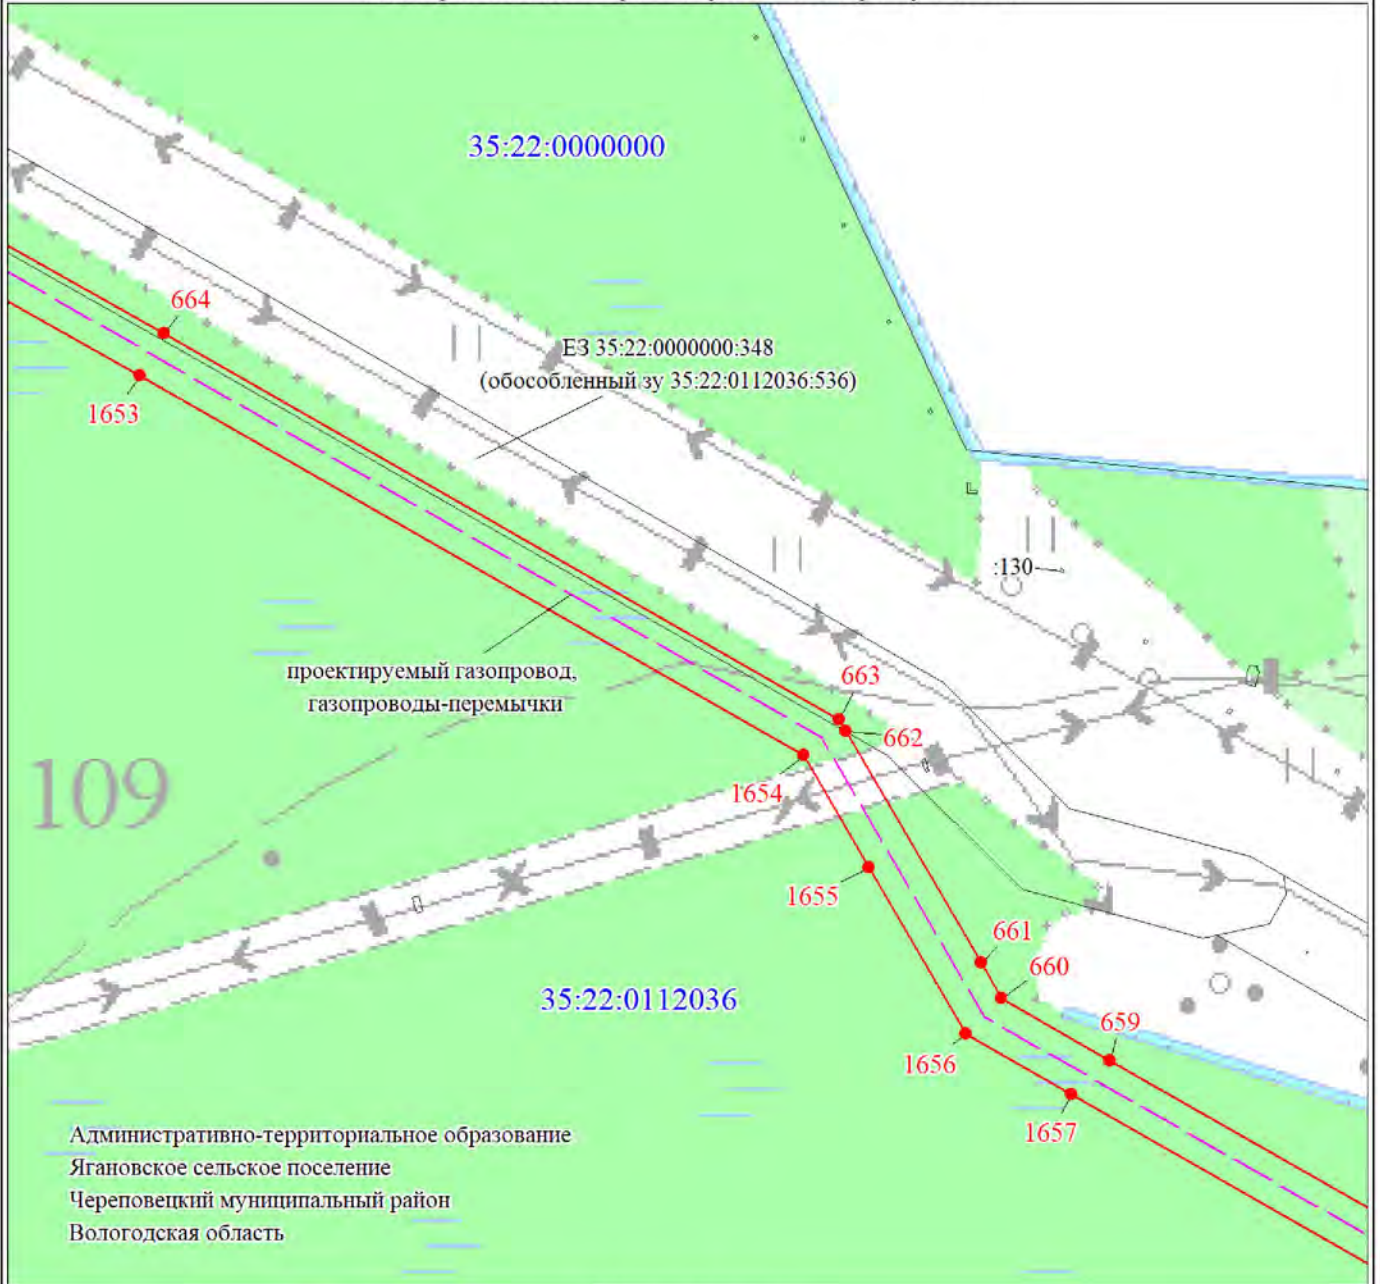 35:22:0000000
664
ЕЗ 35:22:0000000:348
(обособленный зу 35:22:0112036:536)
1653
:130
проектируемый газопровод,
газопроводы-перемычки
663
662
109
1654
1655
661
660
35:22:0112036
659
1656
1657
Административно-территориальное образование
Ягановское сельское поселение
Череповецкий муниципальный район
Вологодская область